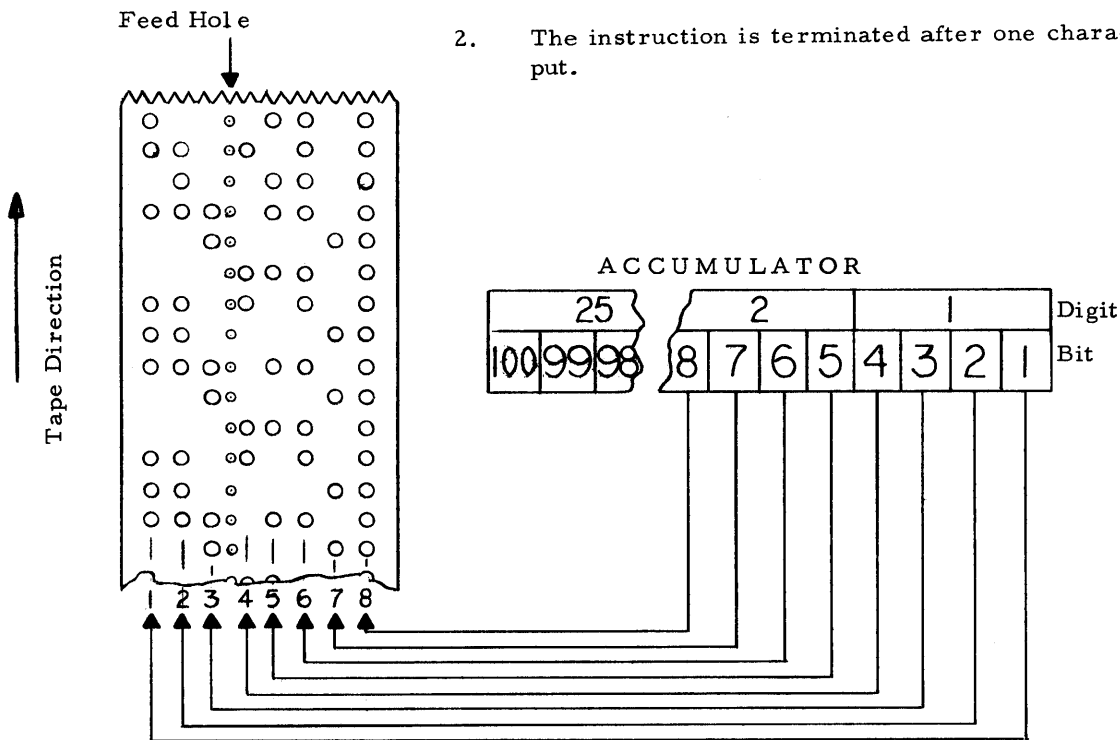 Feed Hole
2. The instruction is terminated after one chara
put.
Tape Direction
ACCUMULATOR
25 2 1 Digit
100 99 98 8 7 6 5 4 3 2 1 Bit
1 2 3 4 5 6 7 8